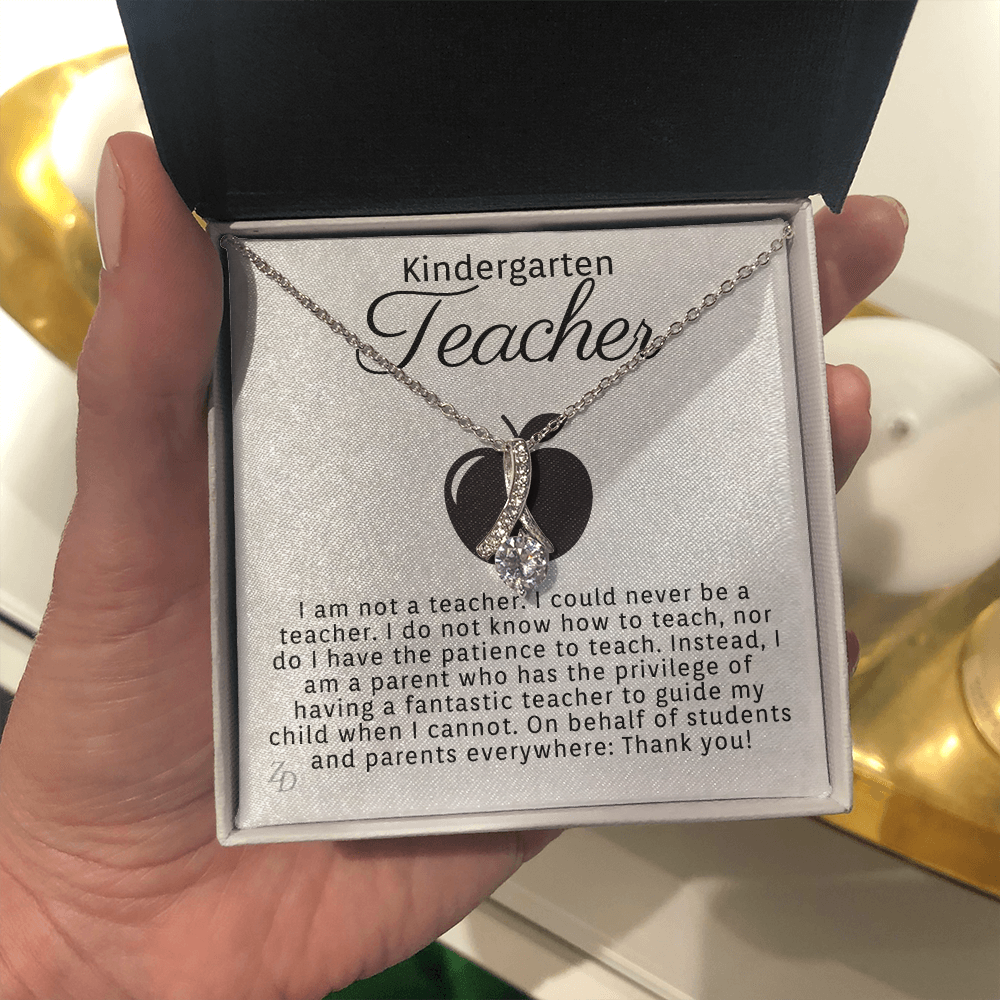 Kindergarten
Teacher
I am not a teacher. I could never be a
teacher. I do not know how to teach, nor
do I have the patience to teach. Instead, I
am a parent who has the privilege of
having a fantastic teacher to guide my
child when I cannot. On behalf of students
and parents everywhere: Thank you!
ZD